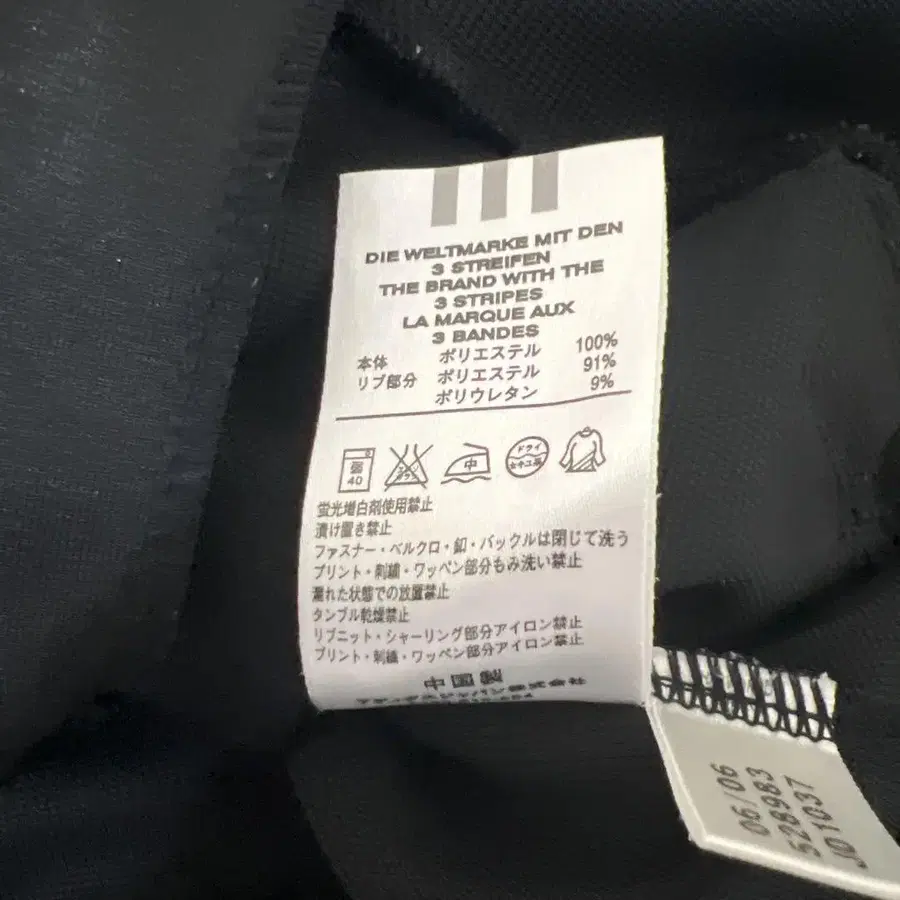 DIE WELTMARKE MIT DEN
3 STREIFEN
THE BRAND WITH THE
3 STRIPES
LA MARQUE AUX
3 BANDES
本体 ポリエステル 100%
リブ部分 ポリエステル 91%
ポリウレタン 9%
弱 40 中 ドライ
蛍光増白剤使用禁止
漬け置き禁止
ファスナー・ベルクロ・釦・バックルは閉じて洗う
プリント・刺繍・ワッペン部分もみ洗い禁止
濡れた状態での放置禁止
タンブル乾燥禁止
リブニット・シャーリング部分アイロン禁止
プリント・刺繍・ワッペン部分アイロン禁止
中国製
06/06
528983
JD1037